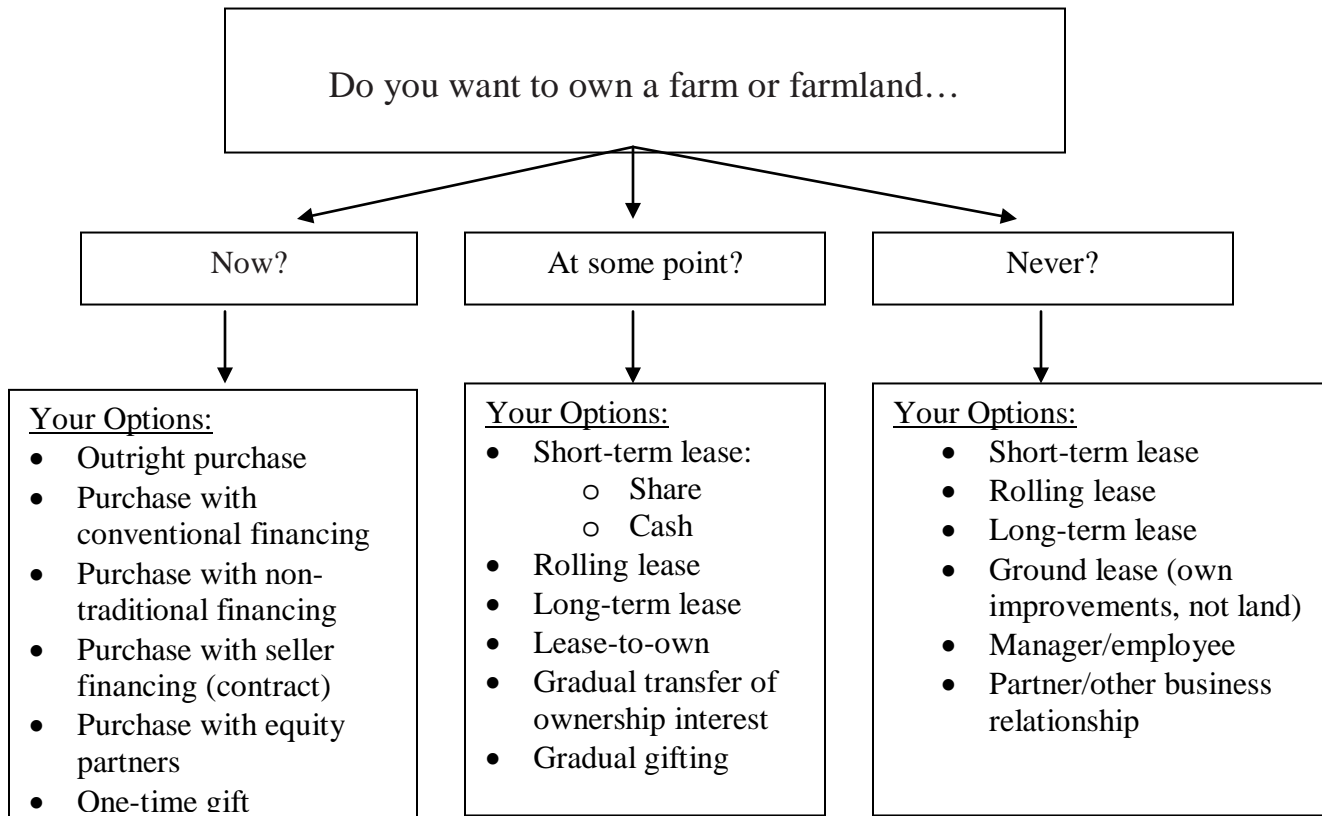 Do you want to own a farm or farmland…
Now?
At some point?
Never?
Your Options:
• Outright purchase
• Purchase with
conventional financing
• Purchase with non-
traditional financing
• Purchase with seller
financing (contract)
• Purchase with equity
partners
• One-time gift
Your Options:
• Short-term lease:
o Share
o Cash
• Rolling lease
• Long-term lease
• Lease-to-own
• Gradual transfer of
ownership interest
• Gradual gifting
Your Options:
• Short-term lease
• Rolling lease
• Long-term lease
• Ground lease (own
improvements, not land)
• Manager/employee
• Partner/other business
relationship